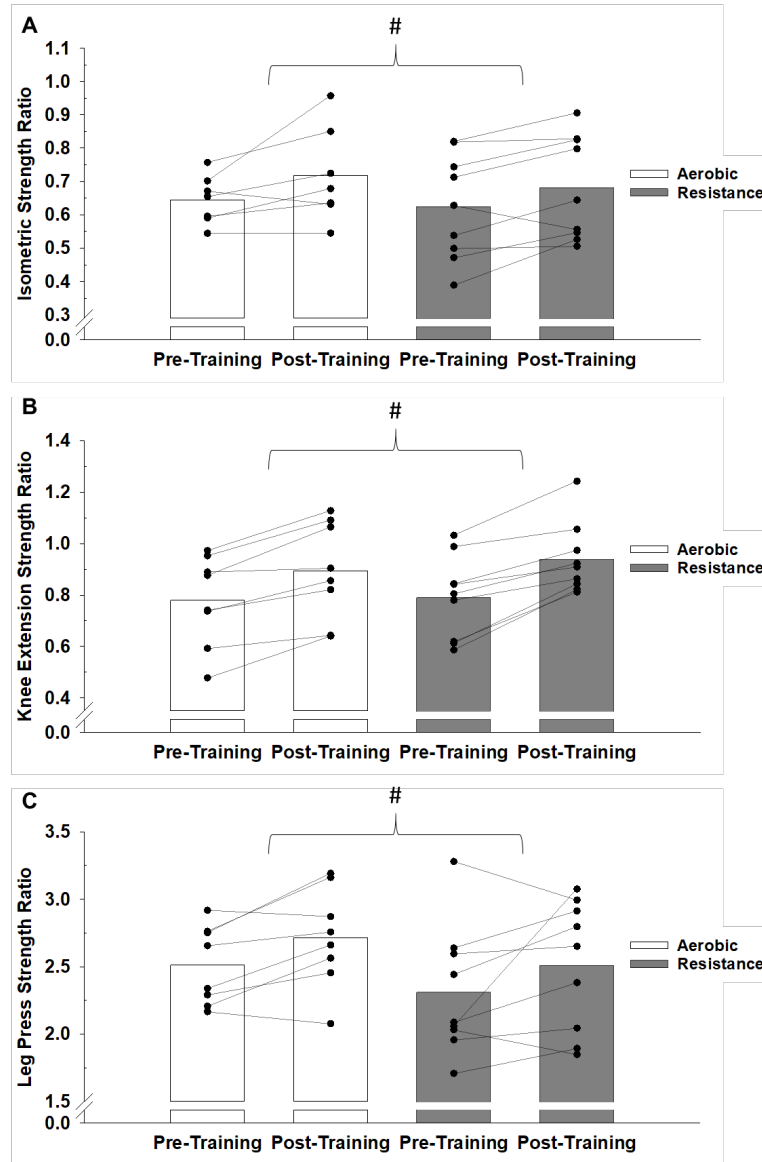 A
#
Isometric Strength Ratio
1.1
1.0
0.9
0.8
0.7
0.6
0.5
0.4
0.3
0.0
Aerobic
Resistance
Pre-Training Post-Training Pre-Training Post-Training
B
#
Knee Extension Strength Ratio
1.4
1.2
1.0
0.8
0.6
0.4
0.0
Aerobic
Resistance
Pre-Training Post-Training Pre-Training Post-Training
C
#
Leg Press Strength Ratio
3.5
3.0
2.5
2.0
1.5
0.0
Aerobic
Resistance
Pre-Training Post-Training Pre-Training Post-Training